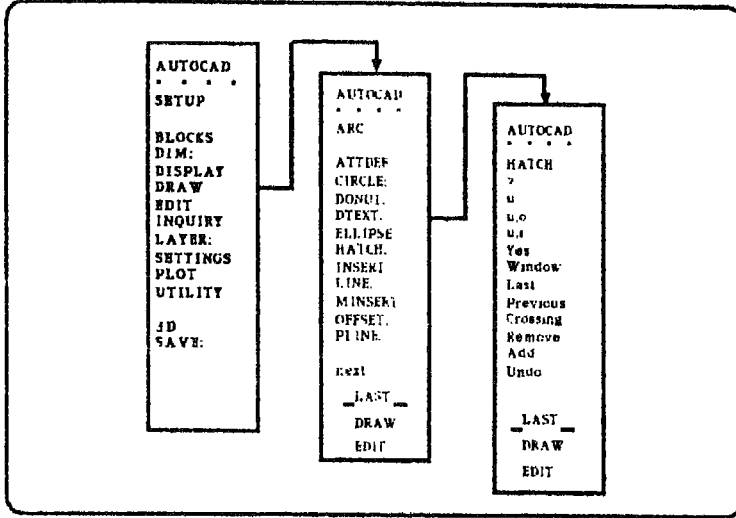 AUTOCAD
* * * *
SETUP
BLOCKS
DIM:
DISPLAY
DRAW
EDIT
INQUIRY
LAYER:
SETTINGS
PLOT
UTILITY
3D
SAVE:
AUTOCAD
* * * *
ARC
ATTDEF
CIRCLE:
DONUT.
DTEXT.
ELLIPSE
HATCH.
INSERT
LINE.
MINSERT
OFFSET.
PLINE.
next
__LAST__
DRAW
EDIT
AUTOCAD
* * * *
HATCH
?
u
u,o
u,i
Yes
Window
Last
Previous
Crossing
Remove
Add
Undo
__LAST__
DRAW
EDIT